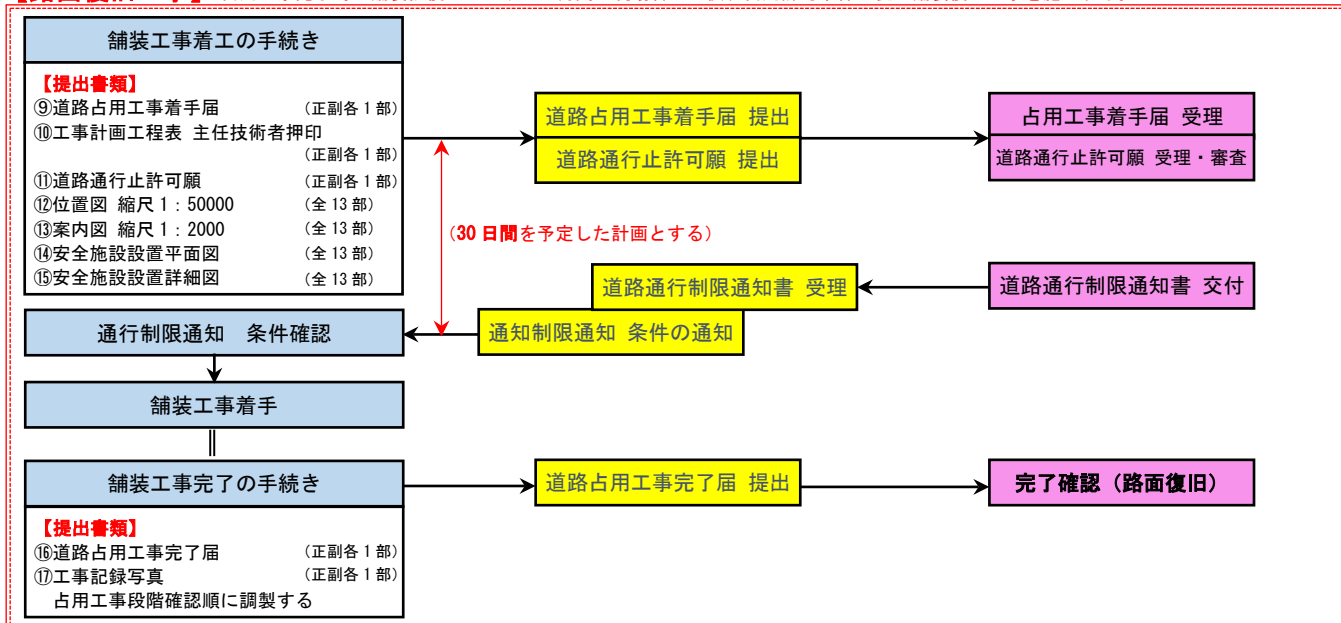 舗装工事着工の手続き
【提出書類】
⑨道路占用工事着手届 (正副各1部)
⑩工事計画工程表 主任技術者押印
(正副各1部)
⑪道路通行止許可願 (正副各1部)
⑫位置図 縮尺1:50000 (全13部)
⑬案内図 縮尺1:2000 (全13部)
⑭安全施設設置平面図 (全13部)
⑮安全施設設置詳細図 (全13部)
道路占用工事着手届 提出
道路通行止許可願 提出
占用工事着手届 受理
道路通行止許可願 受理・審査
(30日間を予定した計画とする)
道路通行制限通知書 受理
道路通行制限通知書 交付
通知制限通知 条件の通知
通行制限通知 条件確認
舗装工事着手
舗装工事完了の手続き
道路占用工事完了届 提出
完了確認(路面復旧)
【提出書類】
⑯道路占用工事完了届 (正副各1部)
⑰工事記録写真 (正副各1部)
占用工事段階確認順に調製する